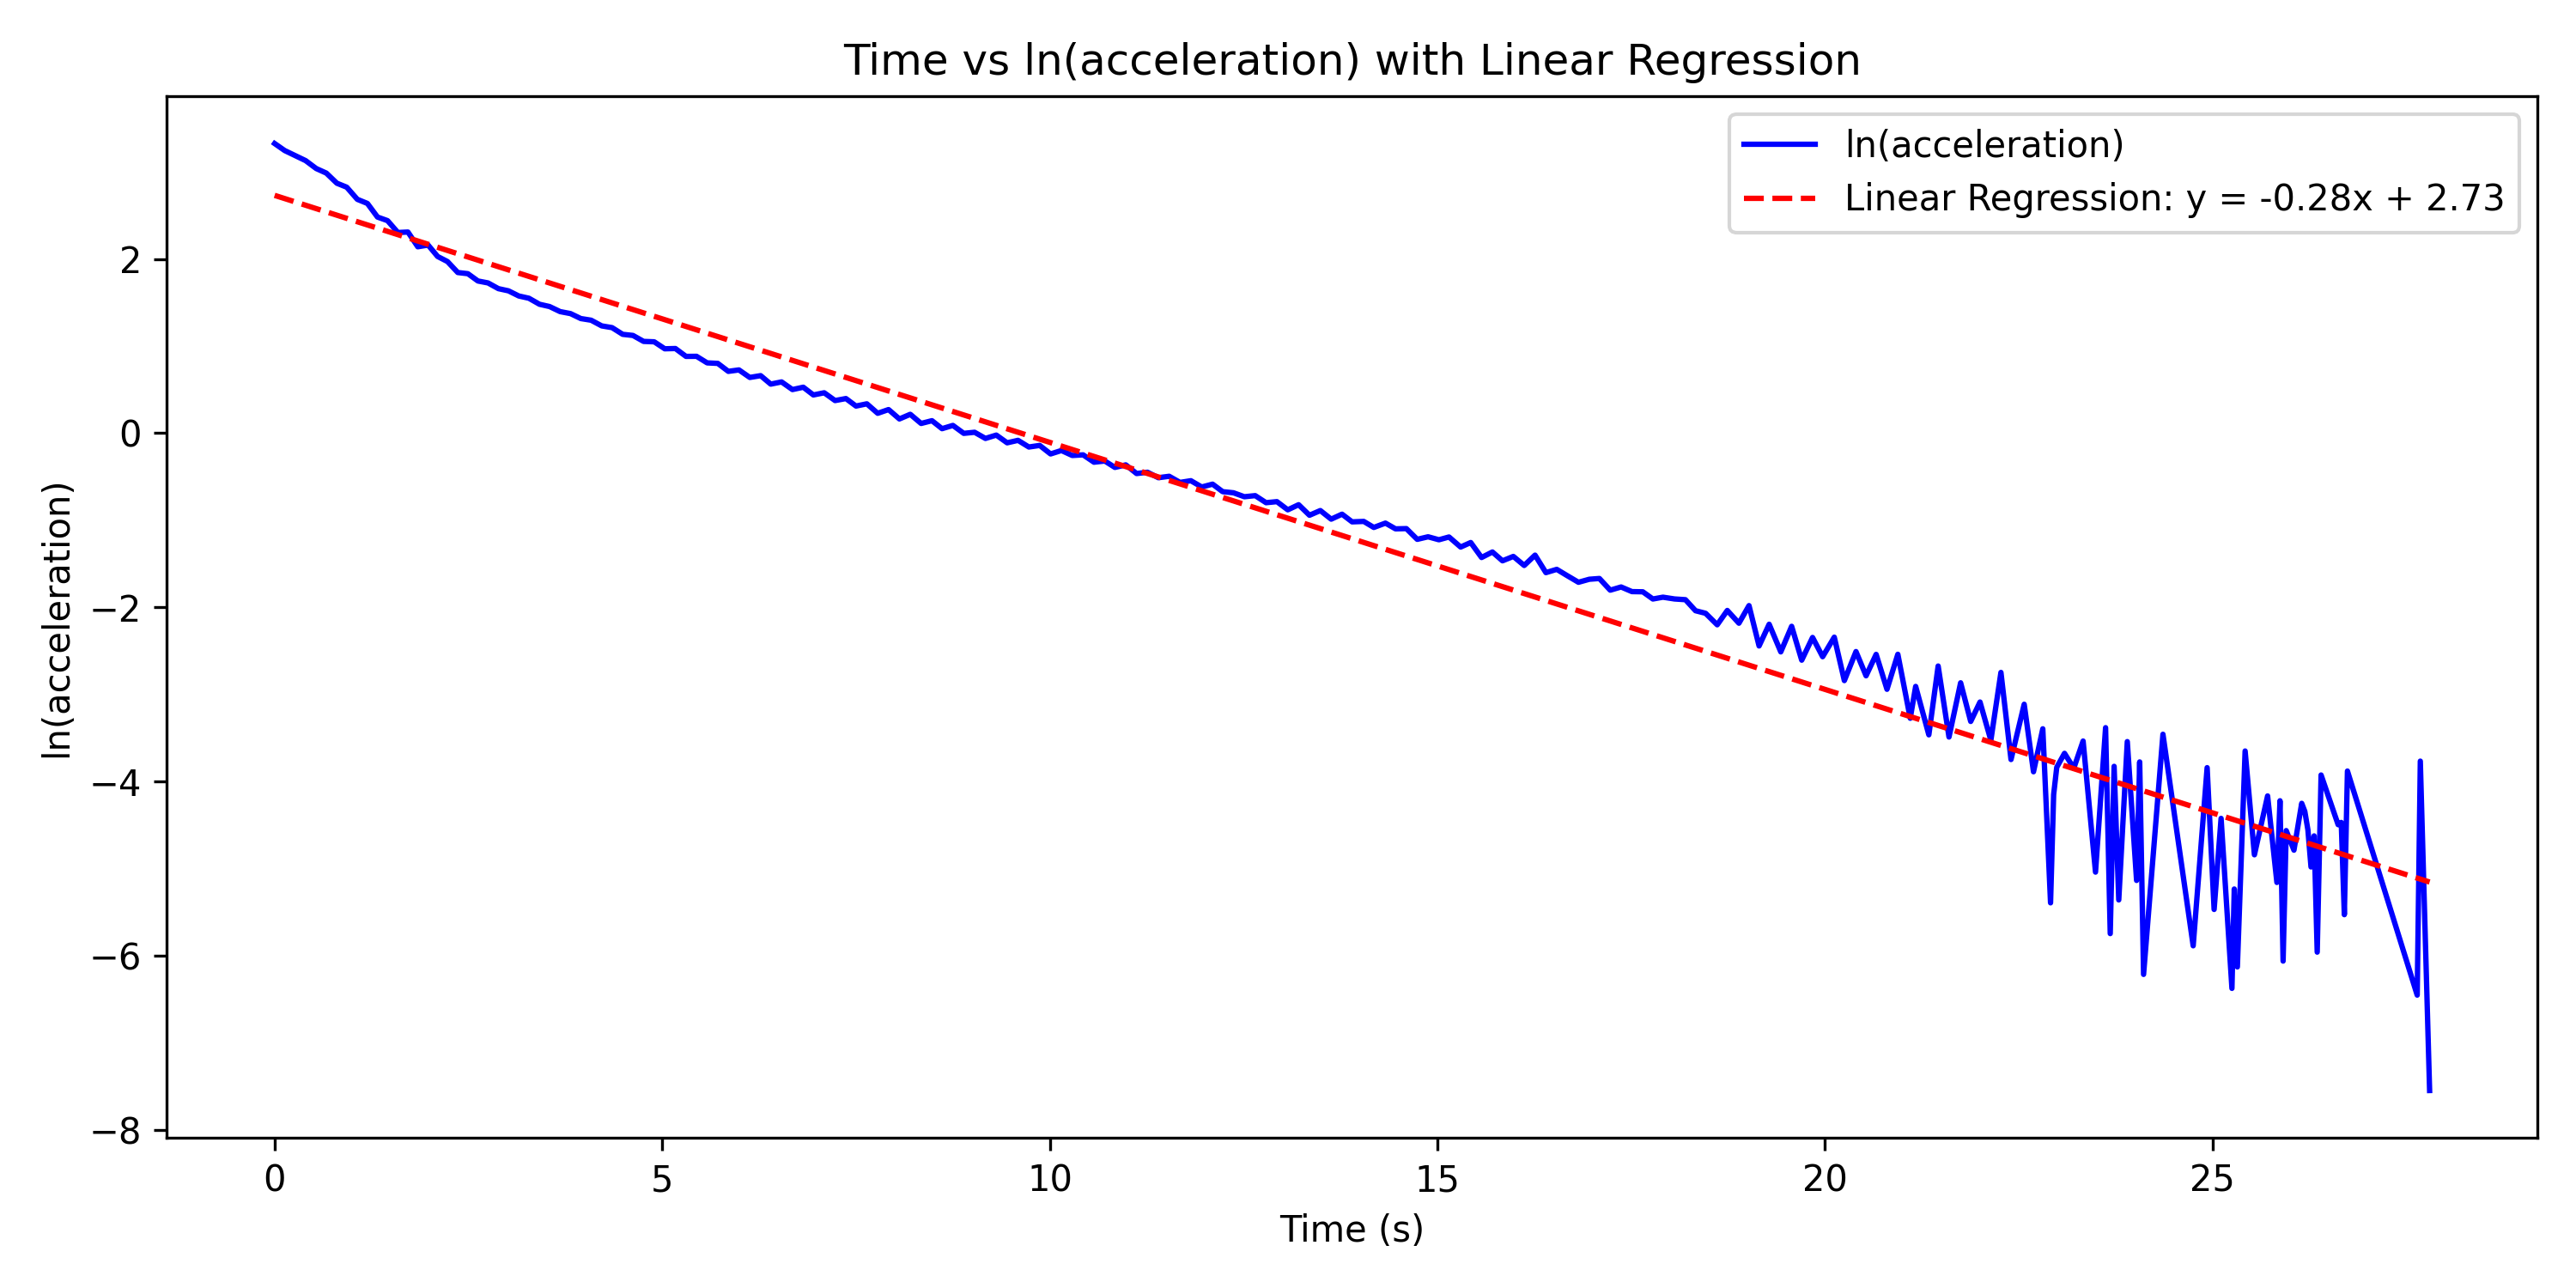 Time vs ln(acceleration) with Linear Regression
ln(acceleration)
Linear Regression: y = -0.28x + 2.73
ln(acceleration)
2
0
−2
−4
−6
−8
0 5 10 15 20 25
Time (s)